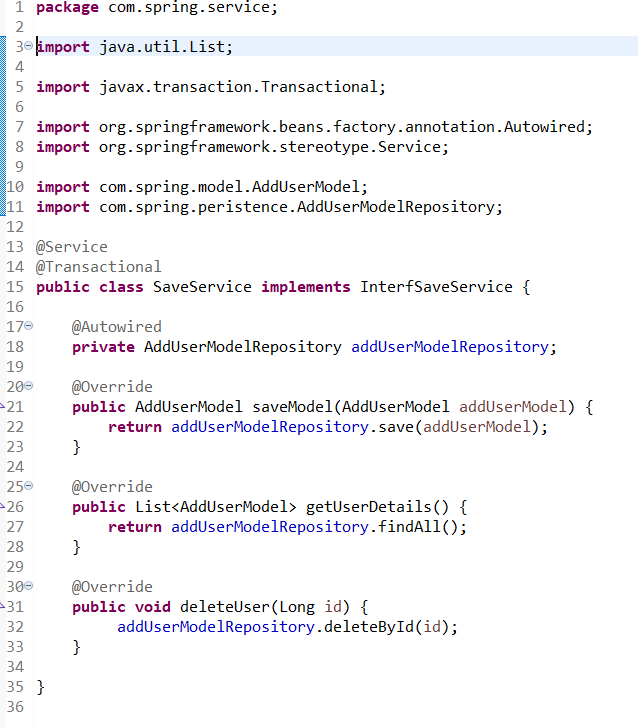 1 package com.spring.service;
2
3 import java.util.List;
4
5 import javax.transaction.Transactional;
6
7 import org.springframework.beans.factory.annotation.Autowired;
8 import org.springframework.stereotype.Service;
9
10 import com.spring.model.AddUserModel;
11 import com.spring.peristence.AddUserModelRepository;
12
13 @Service
14 @Transactional
15 public class SaveService implements InterfSaveService {
16
17     @Autowired
18     private AddUserModelRepository addUserModelRepository;
19
20     @Override
21     public AddUserModel saveModel(AddUserModel addUserModel) {
22         return addUserModelRepository.save(addUserModel);
23     }
24
25     @Override
26     public List<AddUserModel> getUserDetails() {
27         return addUserModelRepository.findAll();
28     }
29
30     @Override
31     public void deleteUser(Long id) {
32          addUserModelRepository.deleteById(id);
33     }
34
35 }
36